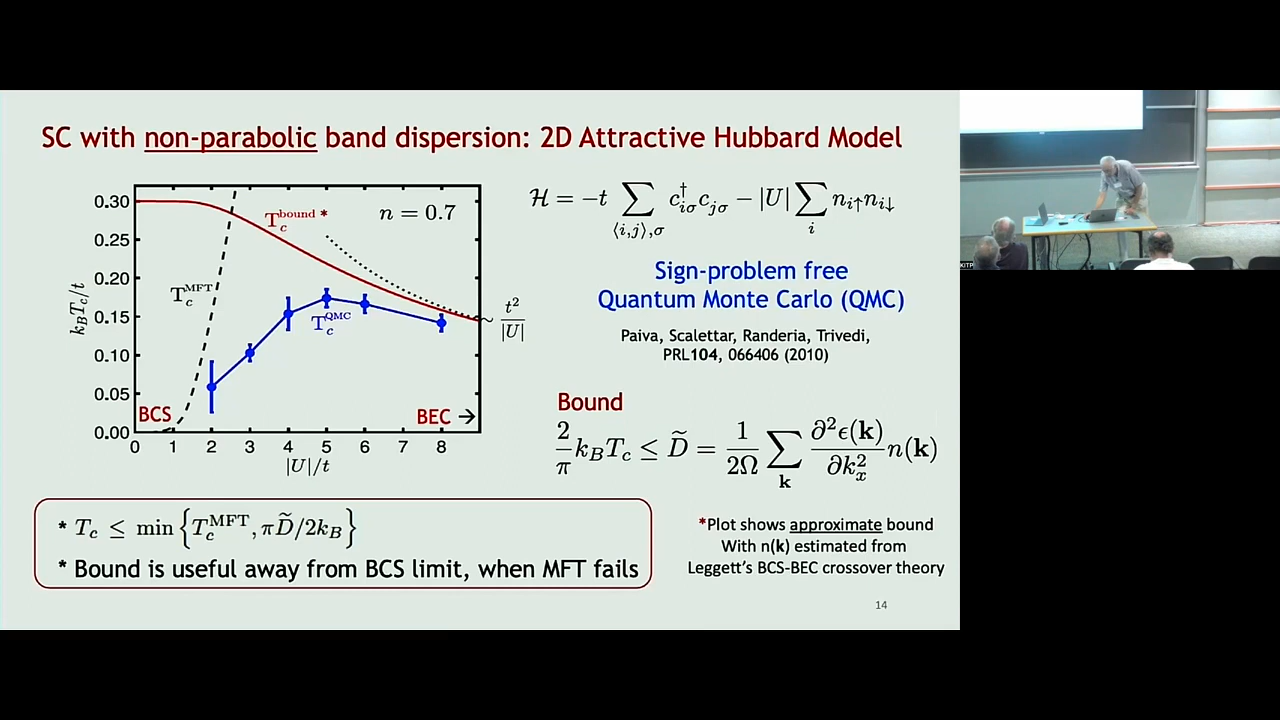 SC with non-parabolic band dispersion: 2D Attractive Hubbard Model
0.30
0.25
0.20
0.15
0.10
0.05
0.00
k_B T_c/t
T_c^bound *
n = 0.7
T_c^MFT
T_c^QMC
~ t²/|U|
BCS
BEC →
0 1 2 3 4 5 6 7 8
|U|/t
ℋ = −t ∑_{⟨i,j⟩,σ} c†_{iσ} c_{jσ} − |U| ∑_i n_{i↑} n_{i↓}
Sign-problem free
Quantum Monte Carlo (QMC)
Paiva, Scalettar, Randeria, Trivedi,
PRL104, 066406 (2010)
Bound
2/π k_B T_c ≤ D̃ = 1/2Ω ∑_k ∂²ϵ(k)/∂k_x² n(k)
* T_c ≤ min {T_c^MFT, πD̃/2k_B}
* Bound is useful away from BCS limit, when MFT fails
*Plot shows approximate bound
With n(k) estimated from
Leggett's BCS-BEC crossover theory
14
KITP